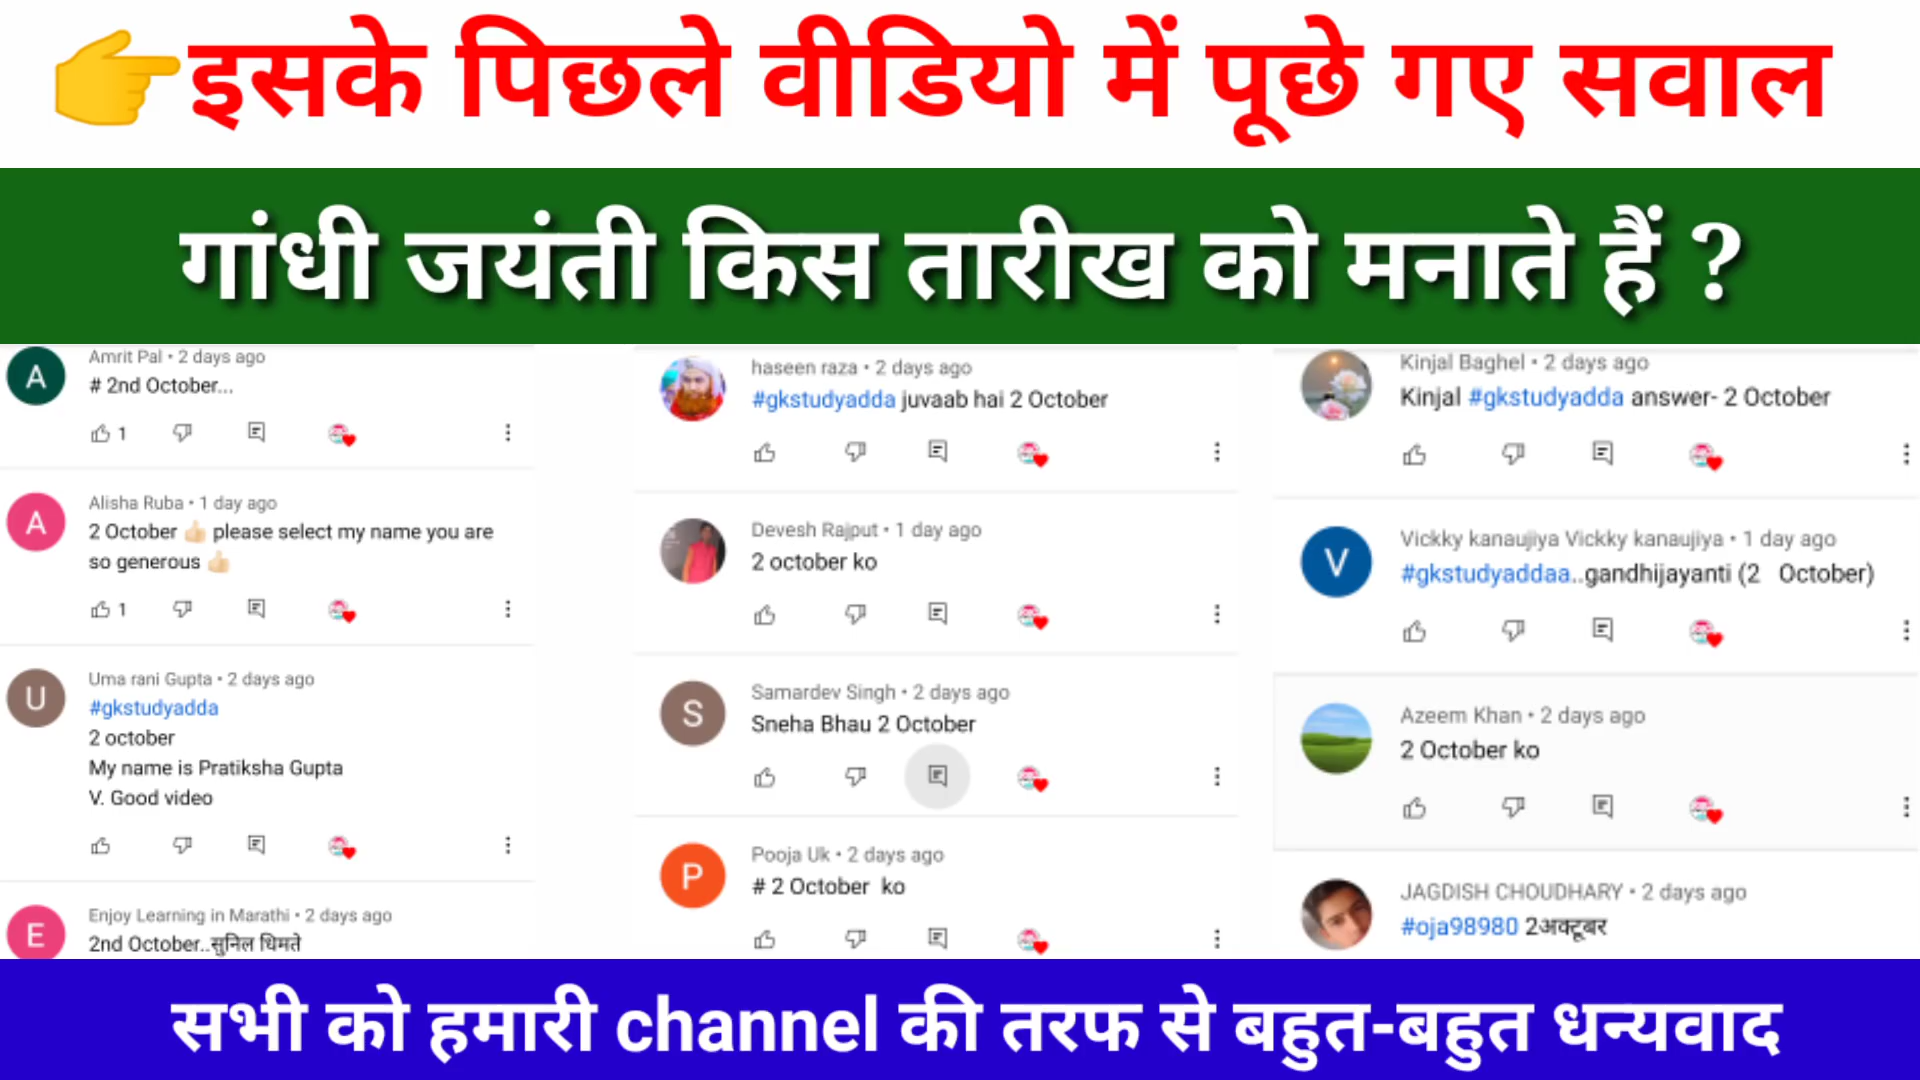 👉इसके पिछले वीडियो में पूछे गए सवाल
गांधी जयंती किस तारीख को मनाते हैं ?
Amrit Pal • 2 days ago
# 2nd October...
1
Alisha Ruba • 1 day ago
2 October 👍🏻 please select my name you are
so generous 👍🏻
1
Uma rani Gupta • 2 days ago
#gkstudyadda
2 october
My name is Pratiksha Gupta
V. Good video
Enjoy Learning in Marathi • 2 days ago
2nd October..सुनिल घिमते
haseen raza • 2 days ago
#gkstudyadda juvaab hai 2 October
Devesh Rajput • 1 day ago
2 october ko
Samardev Singh • 2 days ago
Sneha Bhau 2 October
Pooja Uk • 2 days ago
# 2 October ko
Kinjal Baghel • 2 days ago
Kinjal #gkstudyadda answer- 2 October
Vickky kanaujiya Vickky kanaujiya • 1 day ago
#gkstudyaddaa..gandhijayanti (2 October)
Azeem Khan • 2 days ago
2 October ko
JAGDISH CHOUDHARY • 2 days ago
#oja98980 2अक्टूबर
A
A
U
E
S
P
V
सभी को हमारी channel की तरफ से बहुत-बहुत धन्यवाद